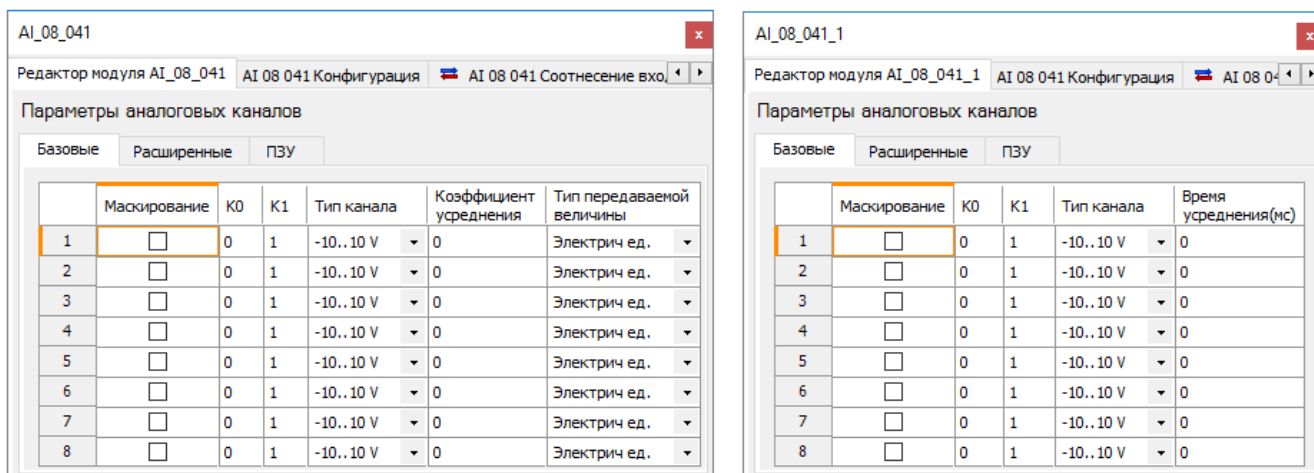 AI_08_041
x
Редактор модуля AI_08_041 AI 08 041 Конфигурация AI 08 041 Соотнесение вхо
Параметры аналоговых каналов
Базовые Расширенные ПЗУ
Маскирование K0 K1 Тип канала Коэффициент усреднения Тип передаваемой величины
1 0 1 -10..10 V 0 Электрич ед.
2 0 1 -10..10 V 0 Электрич ед.
3 0 1 -10..10 V 0 Электрич ед.
4 0 1 -10..10 V 0 Электрич ед.
5 0 1 -10..10 V 0 Электрич ед.
6 0 1 -10..10 V 0 Электрич ед.
7 0 1 -10..10 V 0 Электрич ед.
8 0 1 -10..10 V 0 Электрич ед.
AI_08_041_1
x
Редактор модуля AI_08_041_1 AI 08 041 Конфигурация AI 08 04
Параметры аналоговых каналов
Базовые Расширенные ПЗУ
Маскирование K0 K1 Тип канала Время усреднения(мс)
1 0 1 -10..10 V 0
2 0 1 -10..10 V 0
3 0 1 -10..10 V 0
4 0 1 -10..10 V 0
5 0 1 -10..10 V 0
6 0 1 -10..10 V 0
7 0 1 -10..10 V 0
8 0 1 -10..10 V 0